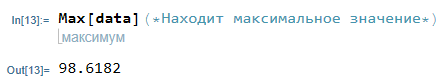 In[13]:= Max[data](*Находит максимальное значение*)
максимум
Out[13]= 98.6182